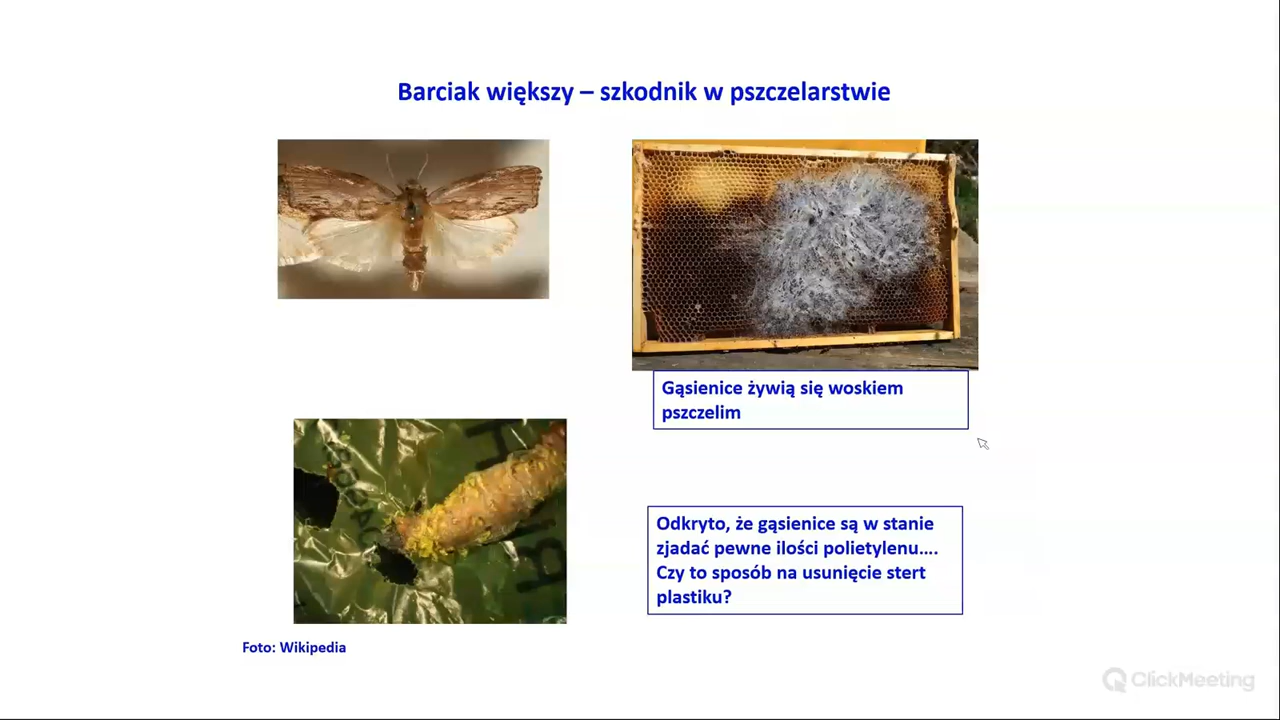 Barciak większy – szkodnik w pszczelarstwie
Gąsienice żywią się woskiem
pszczelim
Odkryto, że gąsienice są w stanie
zjadać pewne ilości polietylenu....
Czy to sposób na usunięcie stert
plastiku?
Foto: Wikipedia
ClickMeeting